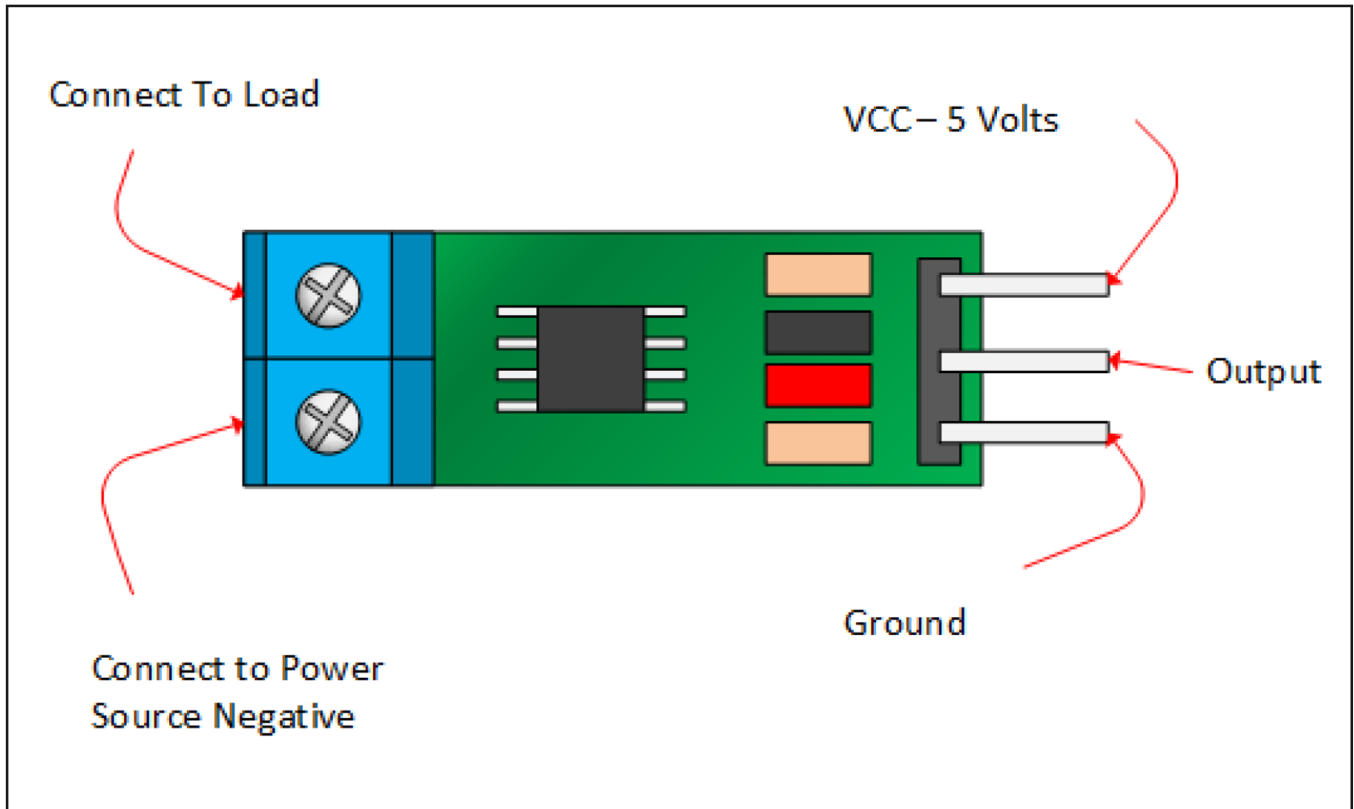 Connect To Load
VCC – 5 Volts
Output
Ground
Connect to Power
Source Negative